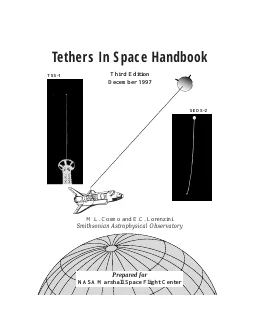 Tethers In Space Handbook
TSS-1
Third Edition
December 1997
SEDS-2
M. L. Cosmo and E.C. Lorenzini
Smithsonian Astrophysical Observatory
Prepared for
NASA Marshall Space Flight Center